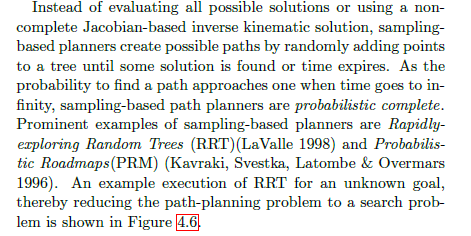 Instead of evaluating all possible solutions or using a non-
complete Jacobian-based inverse kinematic solution, sampling-
based planners create possible paths by randomly adding points
to a tree until some solution is found or time expires. As the
probability to find a path approaches one when time goes to in-
finity, sampling-based path planners are probabilistic complete.
Prominent examples of sampling-based planners are Rapidly-
exploring Random Trees (RRT)(LaValle 1998) and Probabilis-
tic Roadmaps(PRM) (Kavraki, Svestka, Latombe & Overmars
1996). An example execution of RRT for an unknown goal,
thereby reducing the path-planning problem to a search prob-
lem is shown in Figure 4.6.